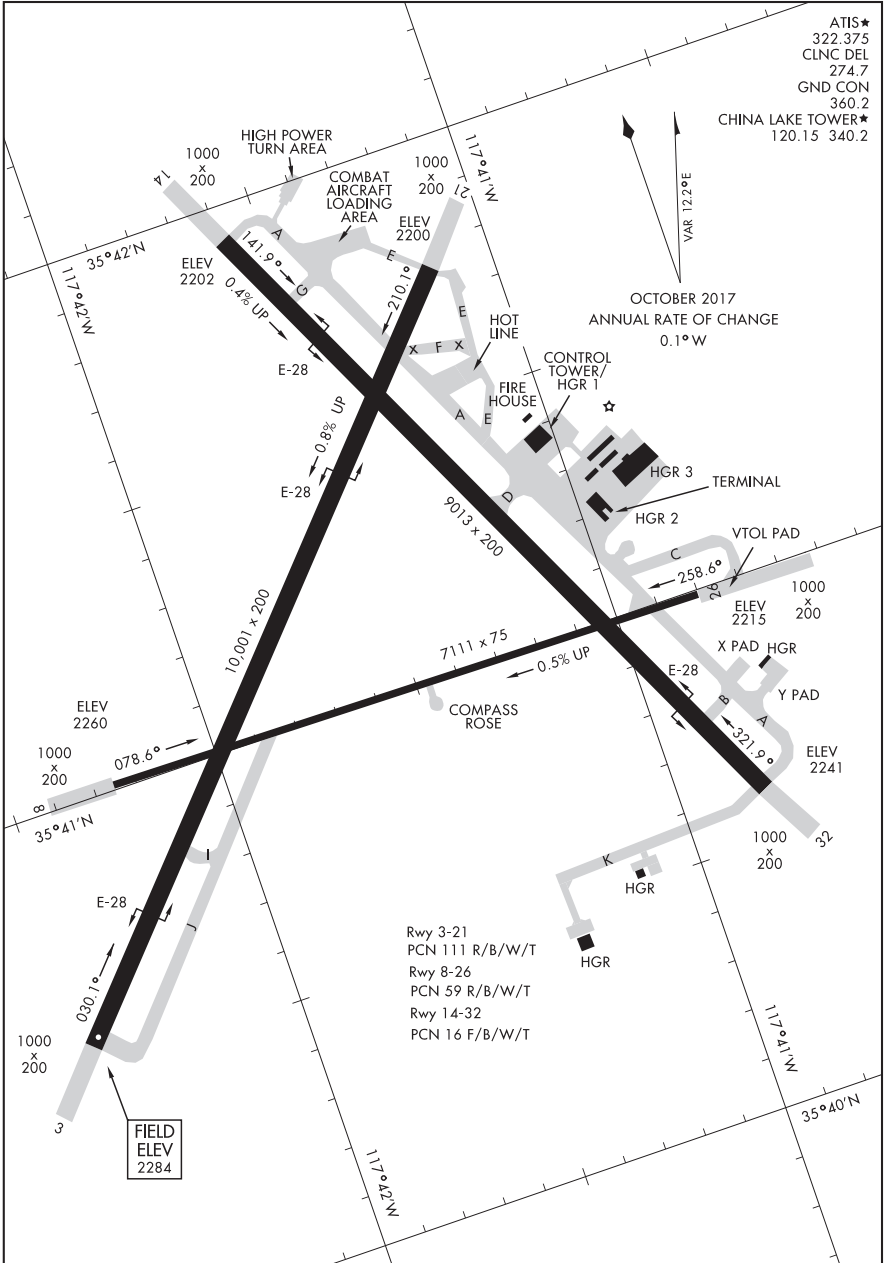 ATIS★
322.375
CLNC DEL
274.7
GND CON
360.2
CHINA LAKE TOWER★
120.15 340.2
VAR 12.2°E
OCTOBER 2017
ANNUAL RATE OF CHANGE
0.1° W
HIGH POWER
TURN AREA
1000
x
200
14
COMBAT
AIRCRAFT
LOADING
AREA
1000
x
200
21
117°41'W
35°42'N
117°42'W
ELEV
2202
ELEV
2200
A
141.9°
G
0.4% UP
E
210.1°
E
HOT
LINE
X F X
E-28
CONTROL
TOWER/
HGR 1
FIRE
HOUSE
A
E
0.8% UP
E-28
HGR 3
TERMINAL
HGR 2
D
9013 x 200
VTOL PAD
C
258.6°
26
1000
x
200
ELEV
2215
10,001 x 200
7111 x 75
0.5% UP
X PAD
HGR
E-28
B
Y PAD
A
321.9°
ELEV
2241
COMPASS
ROSE
ELEV
2260
078.6°
1000
x
200
8
35°41'N
I
J
1000
x
200
32
K
HGR
HGR
E-28
030.1°
Rwy 3-21
PCN 111 R/B/W/T
Rwy 8-26
PCN 59 R/B/W/T
Rwy 14-32
PCN 16 F/B/W/T
1000
x
200
3
FIELD
ELEV
2284
117°41'W
35°40'N
117°42'W